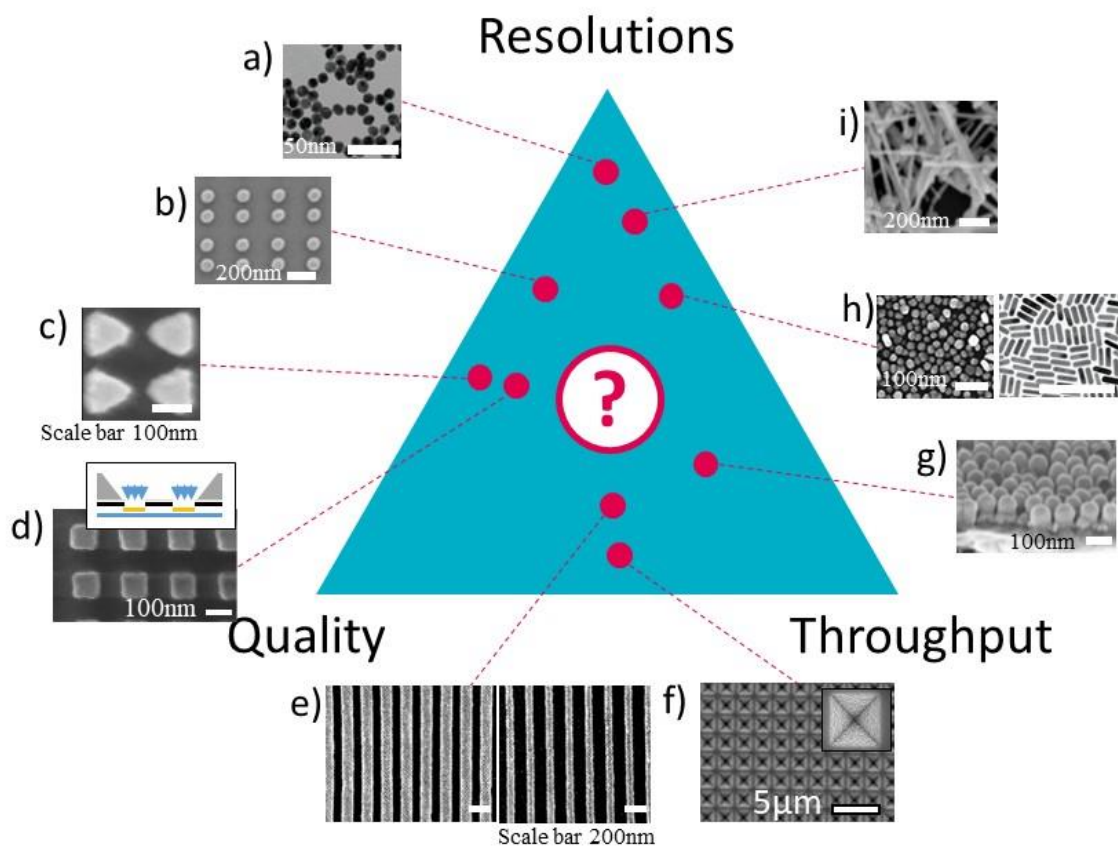 Resolutions
a)
50nm
b)
200nm
c)
Scale bar 100nm
d)
100nm
i)
200nm
h)
100nm
g)
100nm
?
Quality
Throughput
e)
Scale bar 200nm
f)
5µm